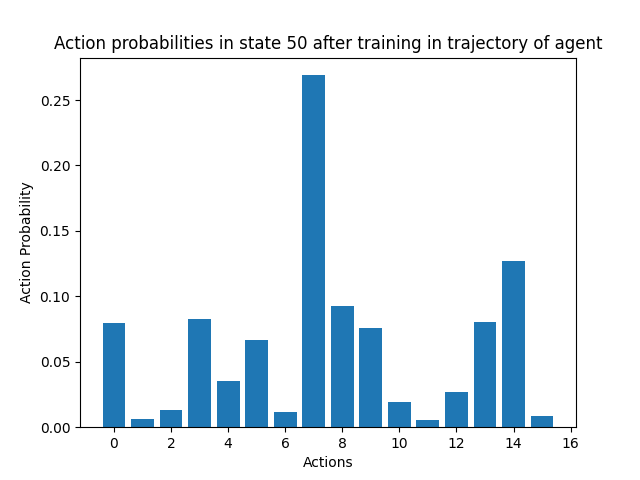 Action probabilities in state 50 after training in trajectory of agent
0.25
0.20
0.15
0.10
0.05
0.00
Action Probability
0 2 4 6 8 10 12 14 16
Actions